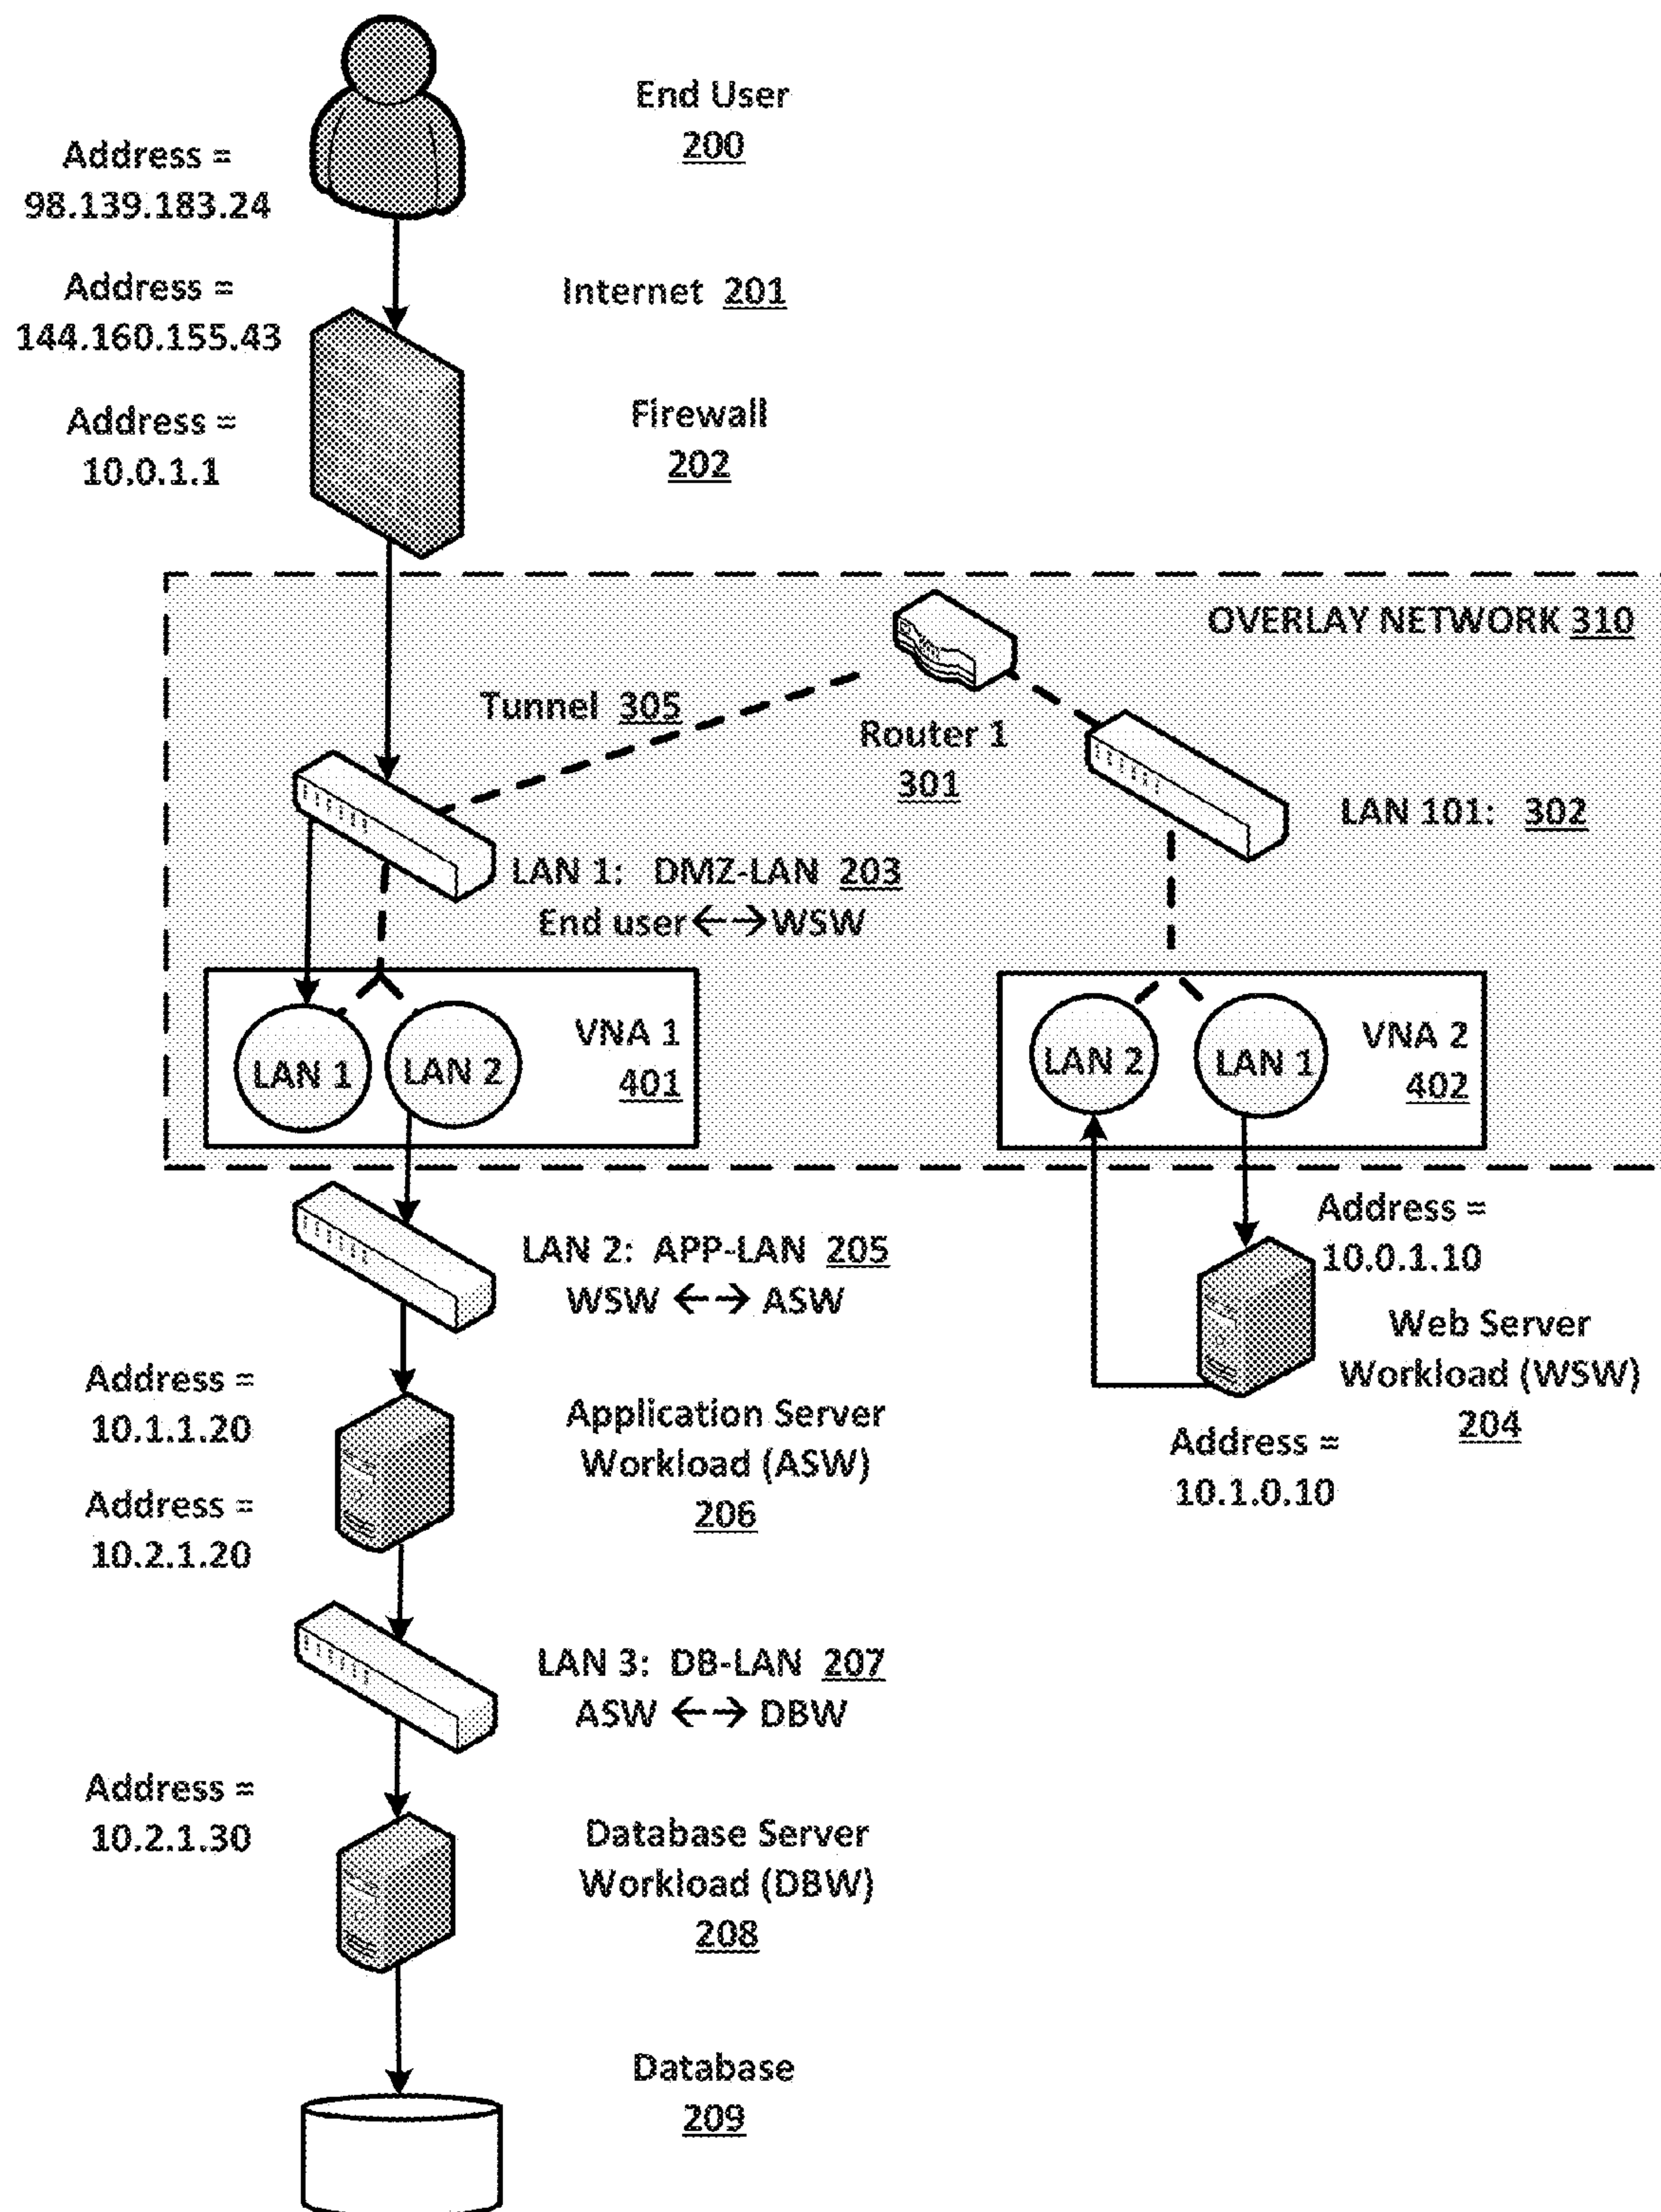 End User
200
Address =
98.139.183.24
Address =
144.160.155.43
Internet 201
Address =
10.0.1.1
Firewall
202
OVERLAY NETWORK 310
Tunnel 305
Router 1
301
LAN 101: 302
LAN 1: DMZ-LAN 203
End user ←→ WSW
LAN 1
LAN 2
VNA 1
401
LAN 2
LAN 1
VNA 2
402
Address =
10.0.1.10
LAN 2: APP-LAN 205
WSW ←→ ASW
Web Server
Workload (WSW)
204
Address =
10.1.0.10
Address =
10.1.1.20
Address =
10.2.1.20
Application Server
Workload (ASW)
206
LAN 3: DB-LAN 207
ASW ←→ DBW
Address =
10.2.1.30
Database Server
Workload (DBW)
208
Database
209